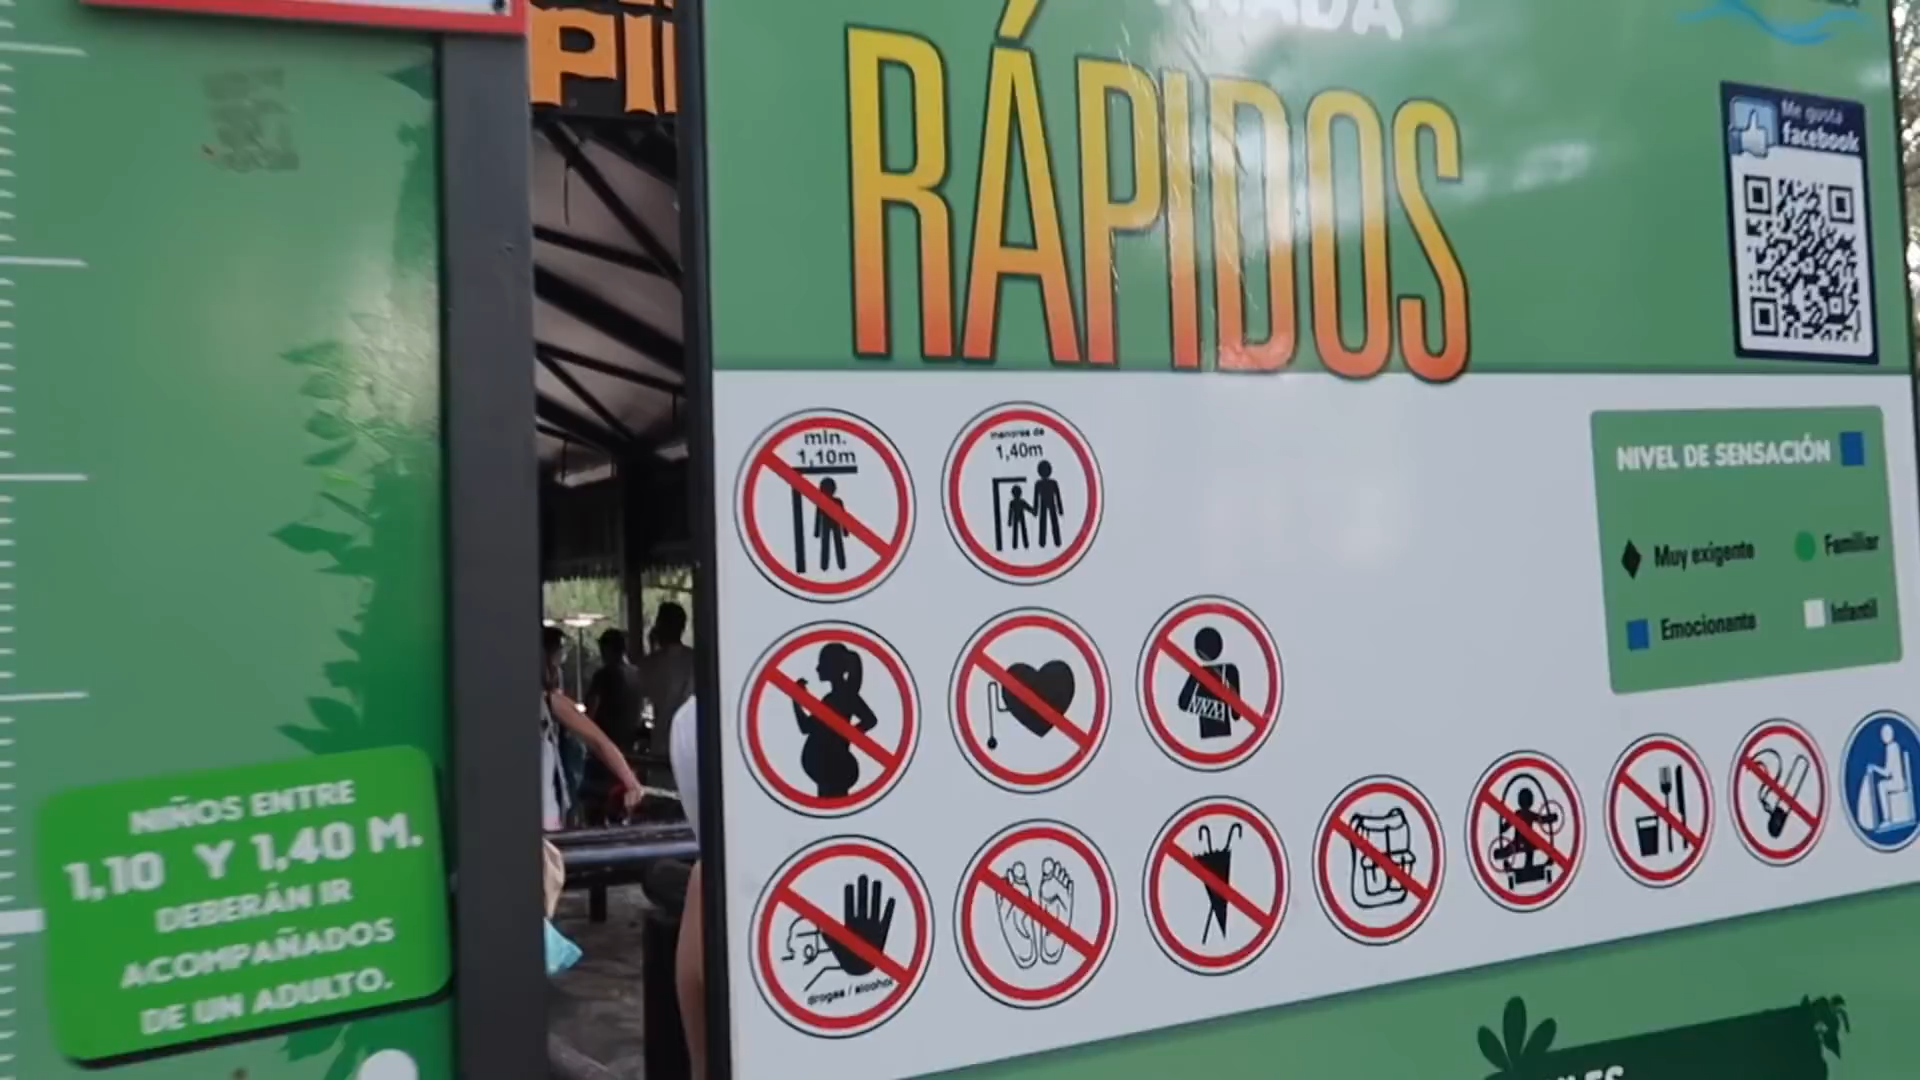 NIÑOS ENTRE
1,10 Y 1,40 M.
DEBERÁN IR
ACOMPAÑADOS
DE UN ADULTO.
RÁPIDOS
Me gusta
facebook
min.
1,10m
menores de
1,40m
NIVEL DE SENSACIÓN
Muy exigente
Familiar
Emocionante
Infantil
drogas / alcohol